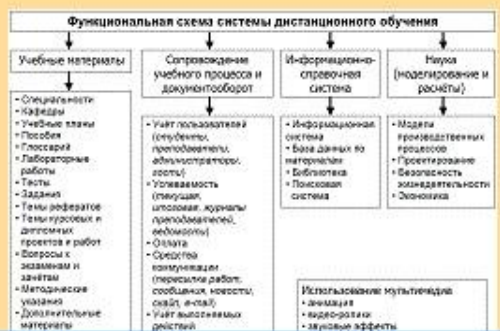 Функциональная схема системы дистанционного обучения
Учебные материалы
• Специальности
• Кафедры
• Учебные планы
• Пособия
• Глоссарий
• Лабораторные
работы
• Тесты
• Задания
• Темы рефератов
• Темы курсовых и
дипломных
проектов и работ
• Вопросы к
экзаменам и
зачётам
• Методические
указания
• Дополнительные
материалы
Сопровождение
учебного процесса и
документооборот
• Учёт пользователей
(студенты,
преподаватели,
администраторы,
гости)
• Успеваемость
(текущая,
итоговая, журналы
преподавателей,
ведомости)
• Оплата
• Средства
коммуникации
(пересылка работ,
сообщения, новости,
скайп, e-mail)
• Учёт выполняемых
действий
Информационно-
справочная
система
• Информационная
система
• База данных по
материалам
• Библиотека
• Поисковая
система
Наука
(моделирование и
расчёты)
• Модели
производственных
процессов
• Проектирование
• Безопасность
жизнедеятельности
• Экономика
Использование мультимедиа
• анимация
• видео-ролики
• звуковые эффекты